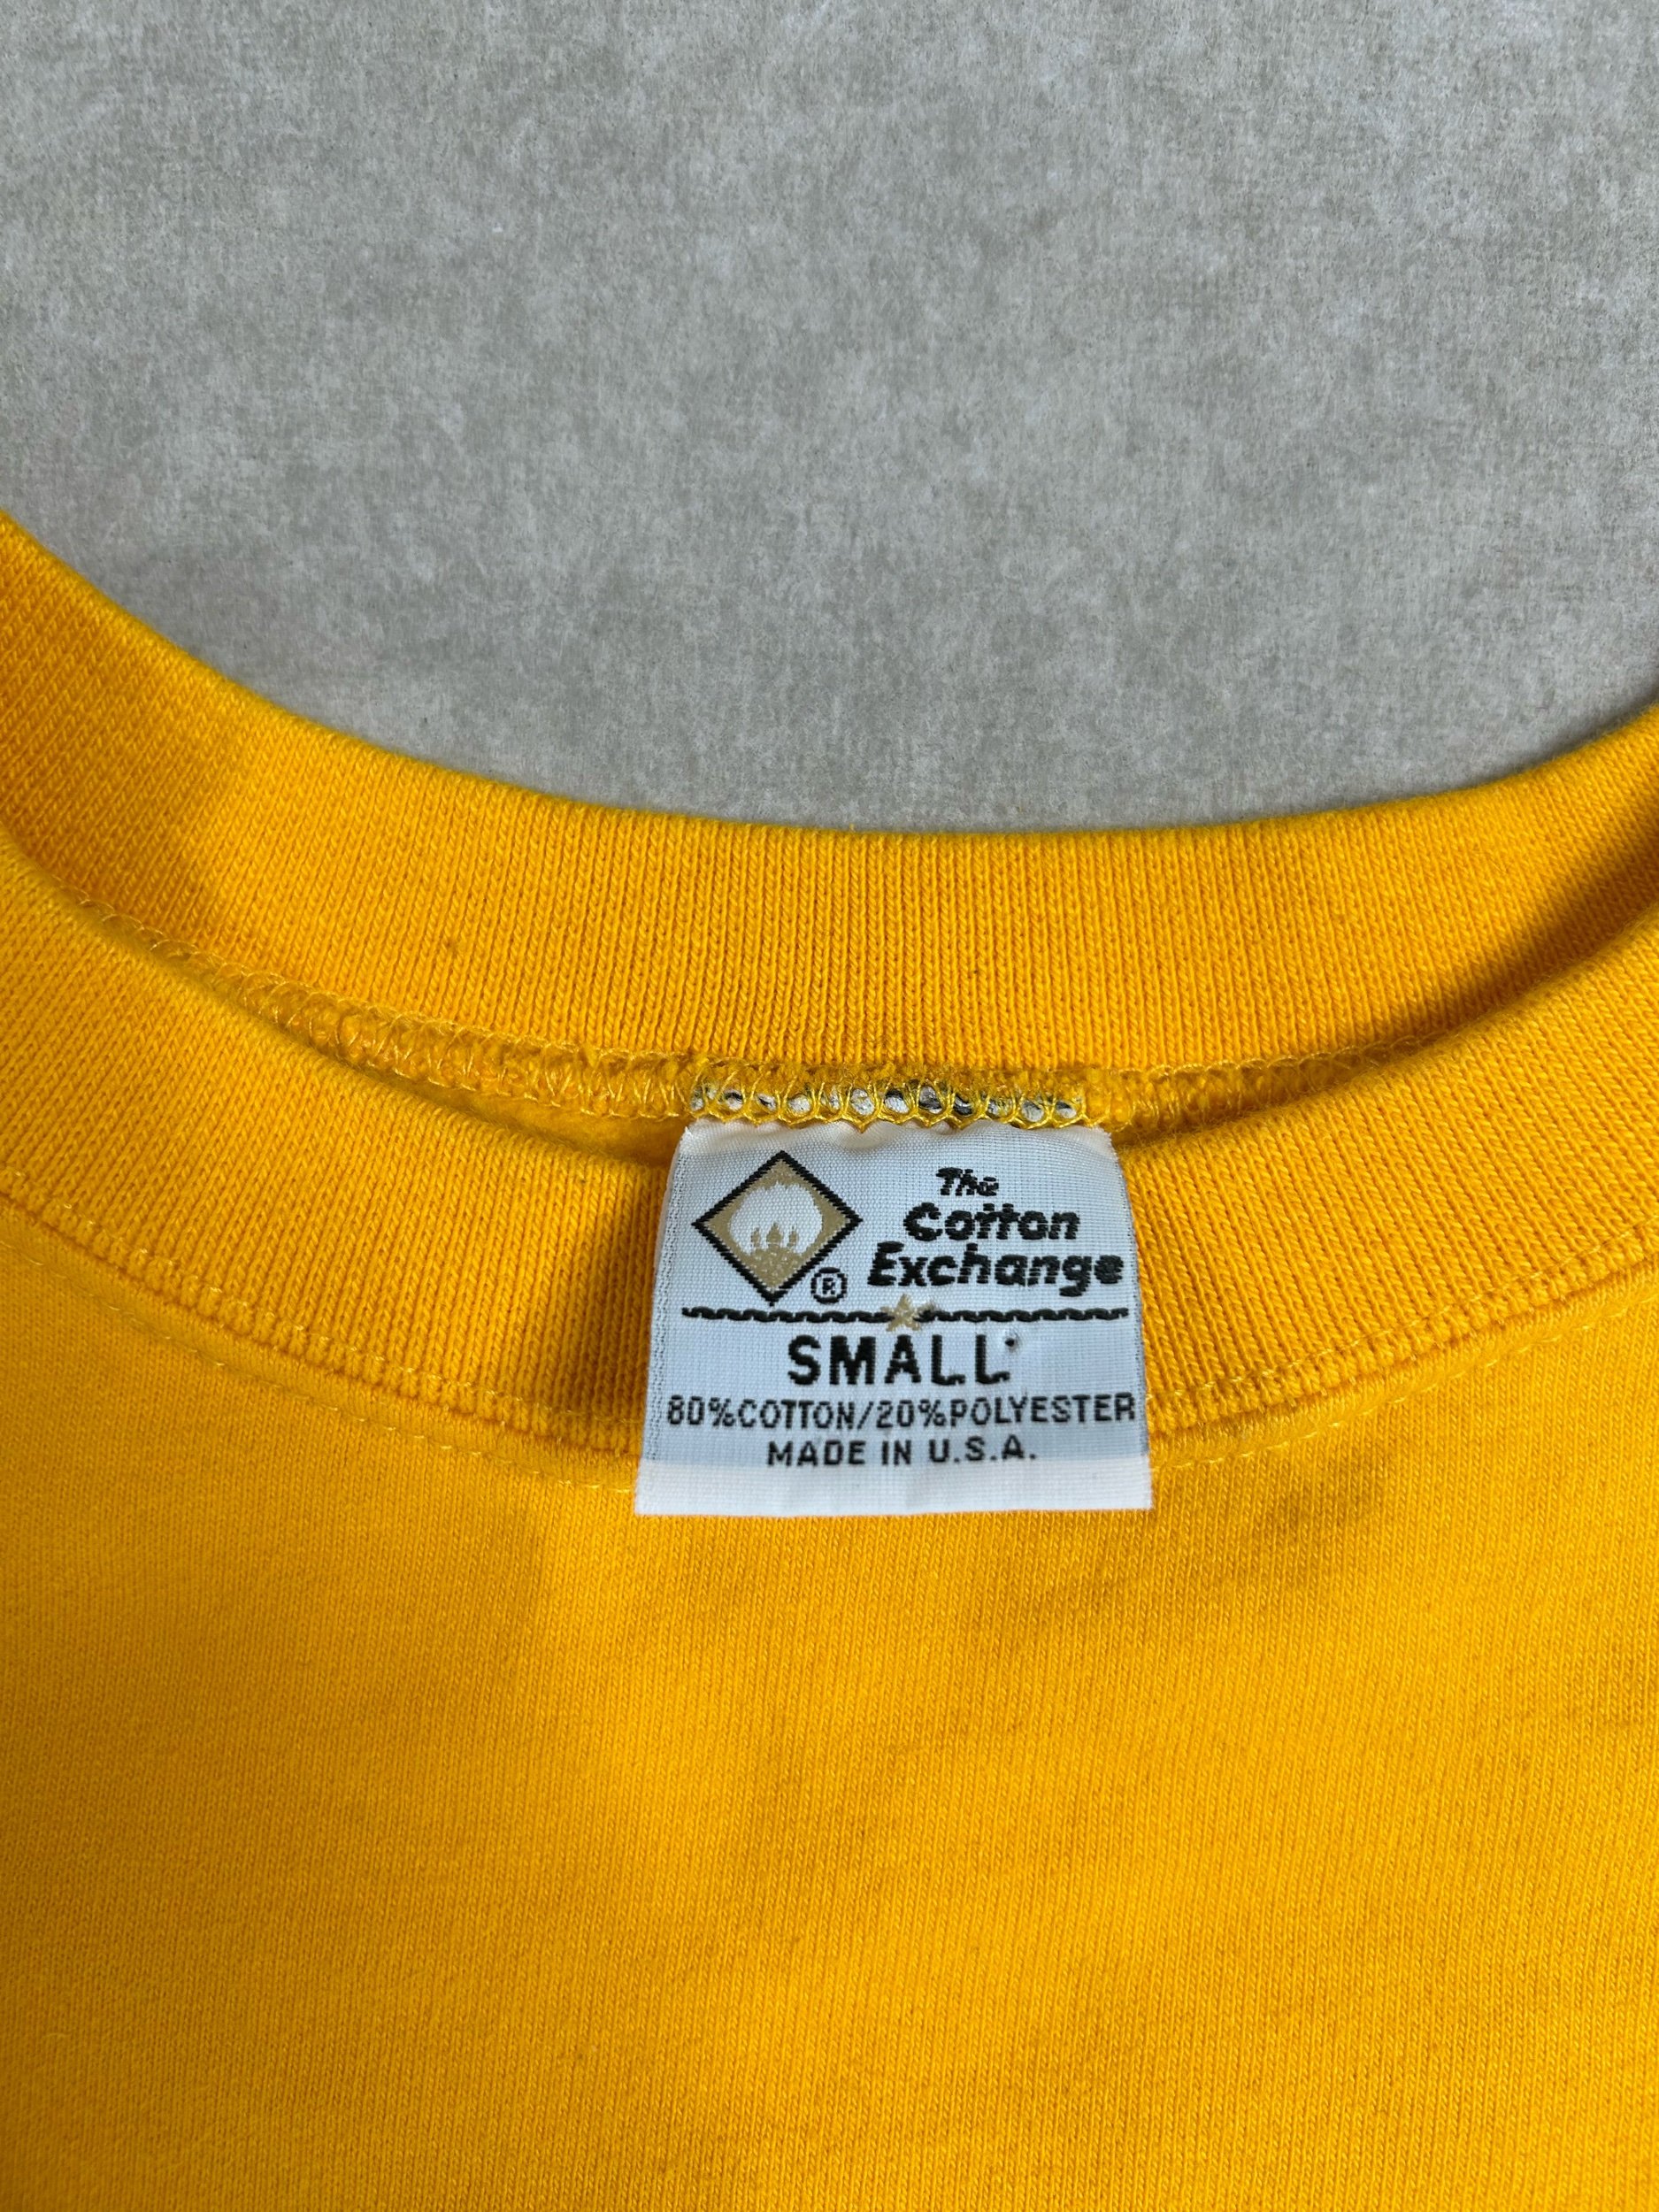 The
Cotton
Exchange
®
SMALL
80%COTTON/20%POLYESTER
MADE IN U.S.A.